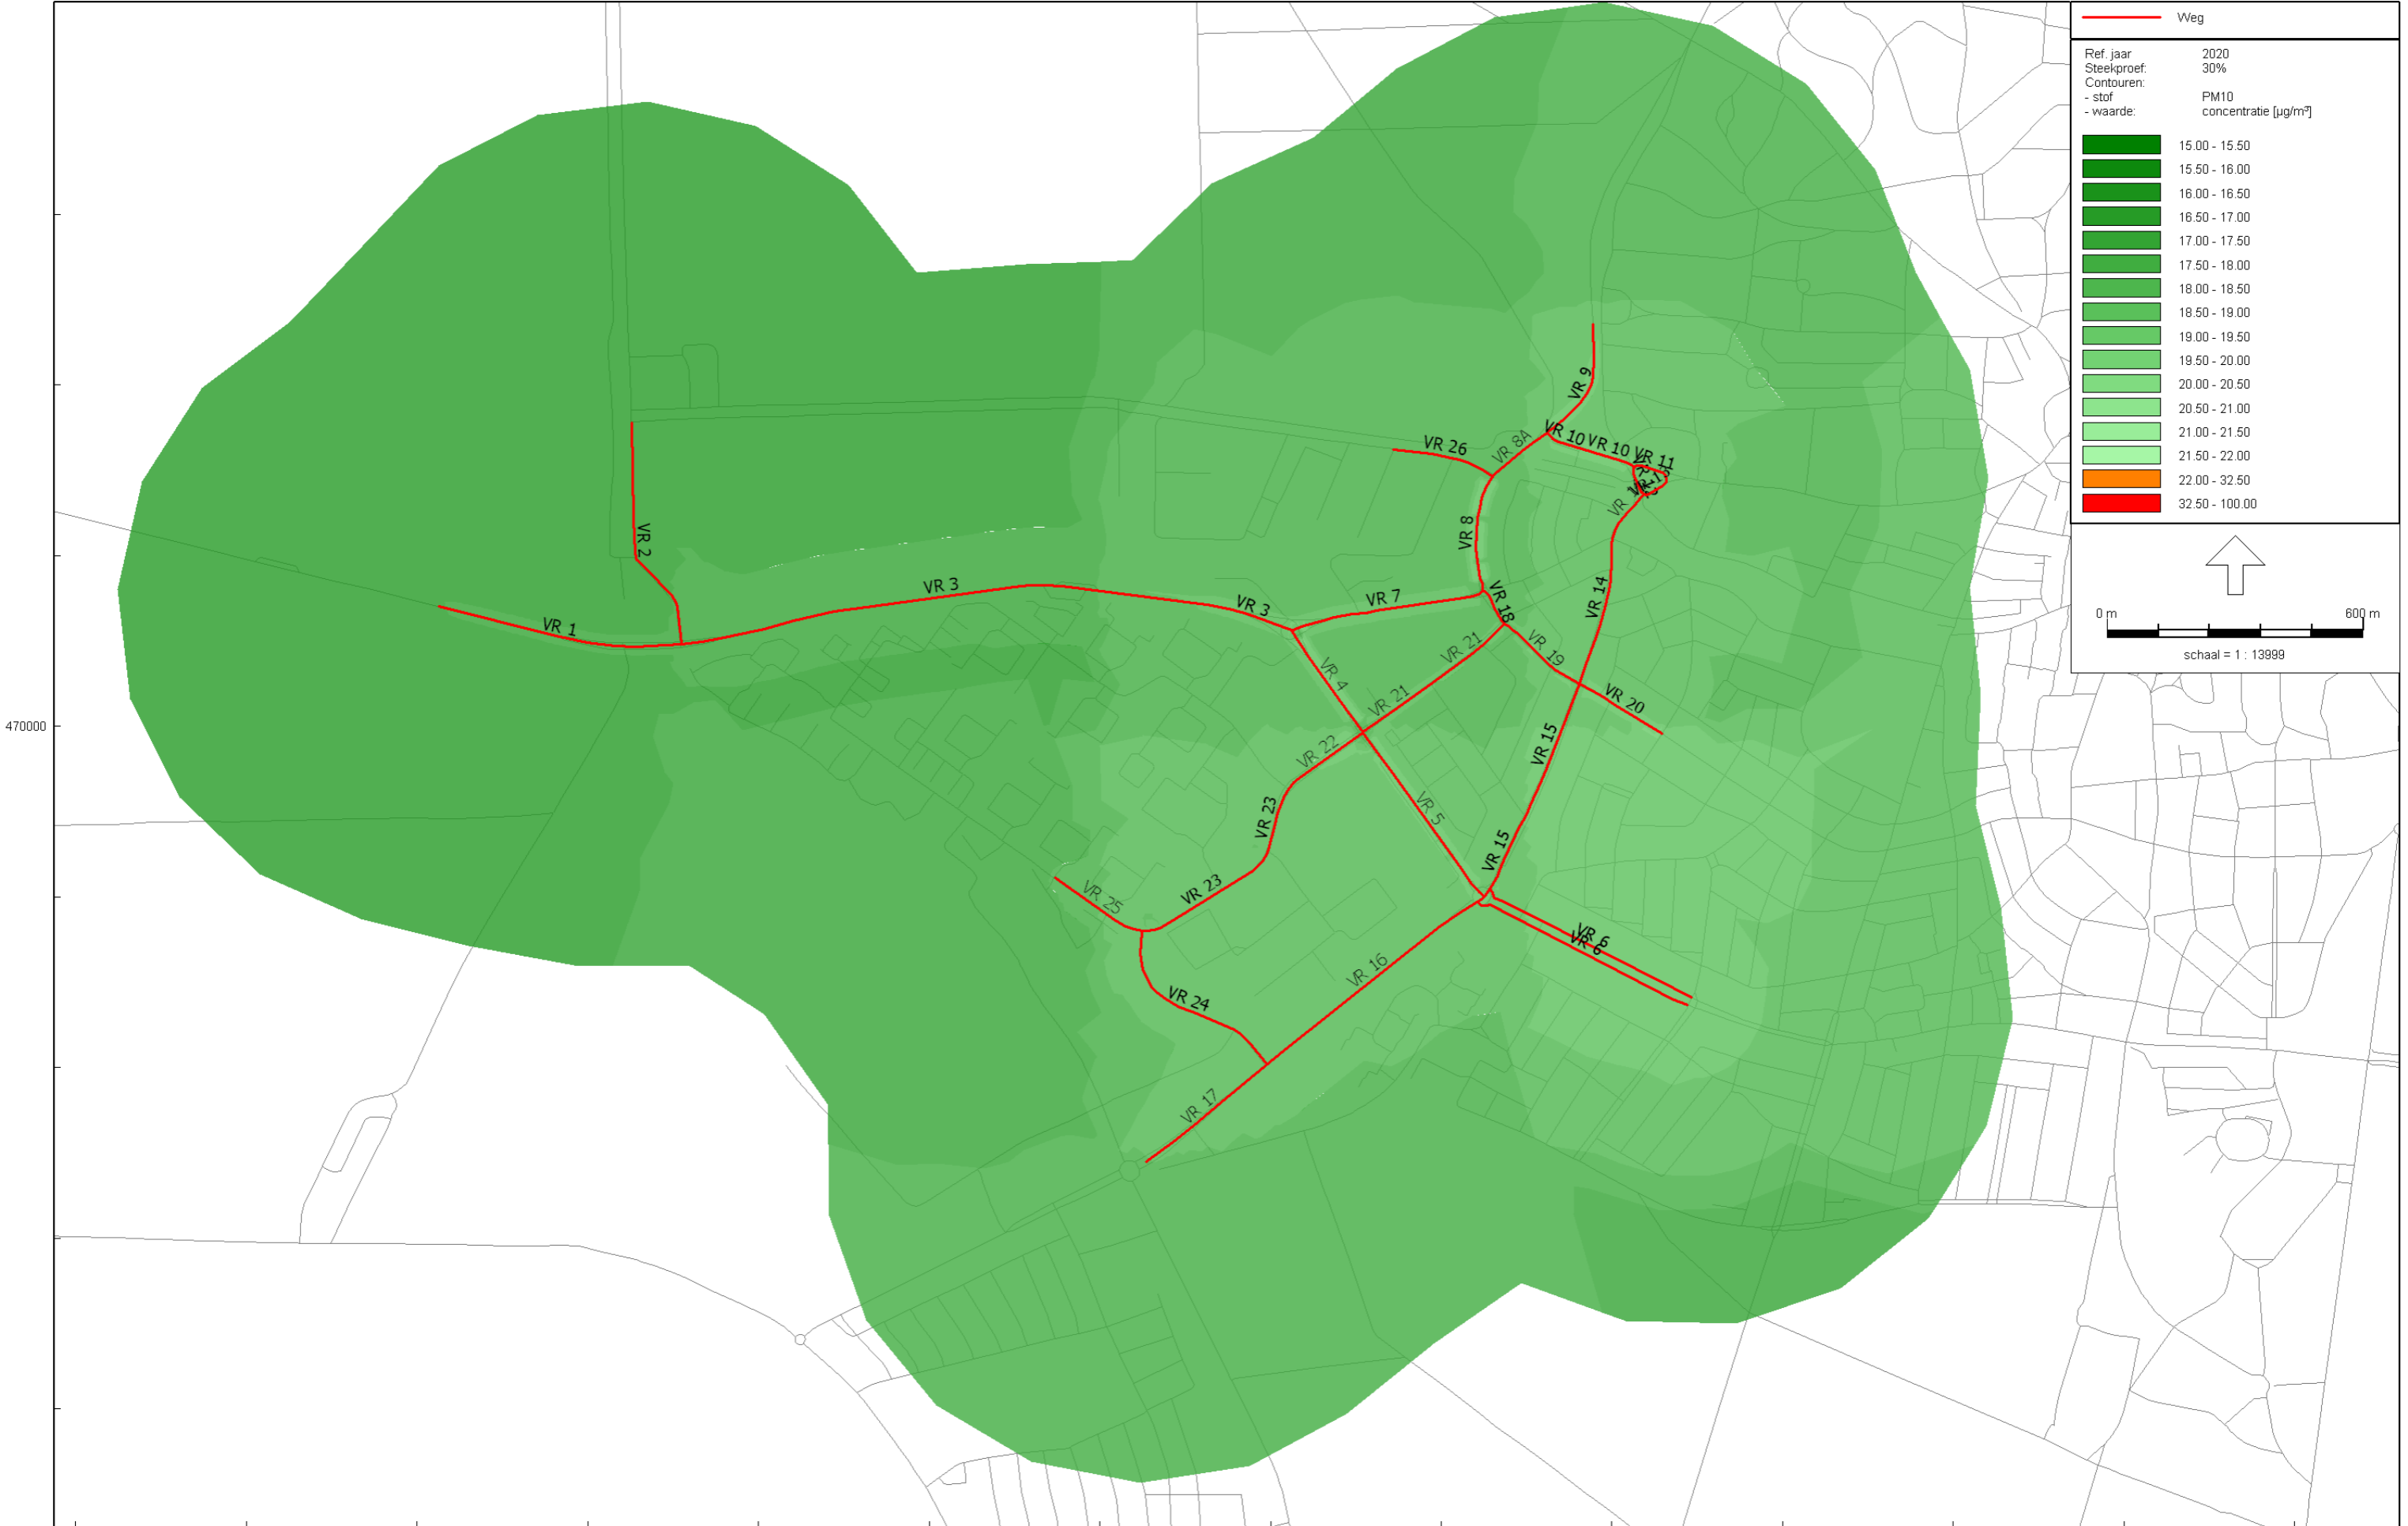 Weg
Ref. jaar 2020
Steekproef: 30%
Contouren:
- stof PM10
- waarde: concentratie [µg/m³]
15.00 - 15.50
15.50 - 16.00
16.00 - 16.50
16.50 - 17.00
17.00 - 17.50
17.50 - 18.00
18.00 - 18.50
18.50 - 19.00
19.00 - 19.50
19.50 - 20.00
20.00 - 20.50
20.50 - 21.00
21.00 - 21.50
21.50 - 22.00
22.00 - 32.50
32.50 - 100.00
0 m 600 m
schaal = 1 : 13999
470000
VR 9
VR 8A
VR 10
VR 10
VR 11
VR 26
VR 8
VR 2
VR 3
VR 1
VR 3
VR 7
VR 18
VR 14
VR 21
VR 19
VR 4
VR 21
VR 20
VR 22
VR 15
VR 23
VR 5
VR 15
VR 25
VR 23
VR 6
VR 6
VR 16
VR 24
VR 17